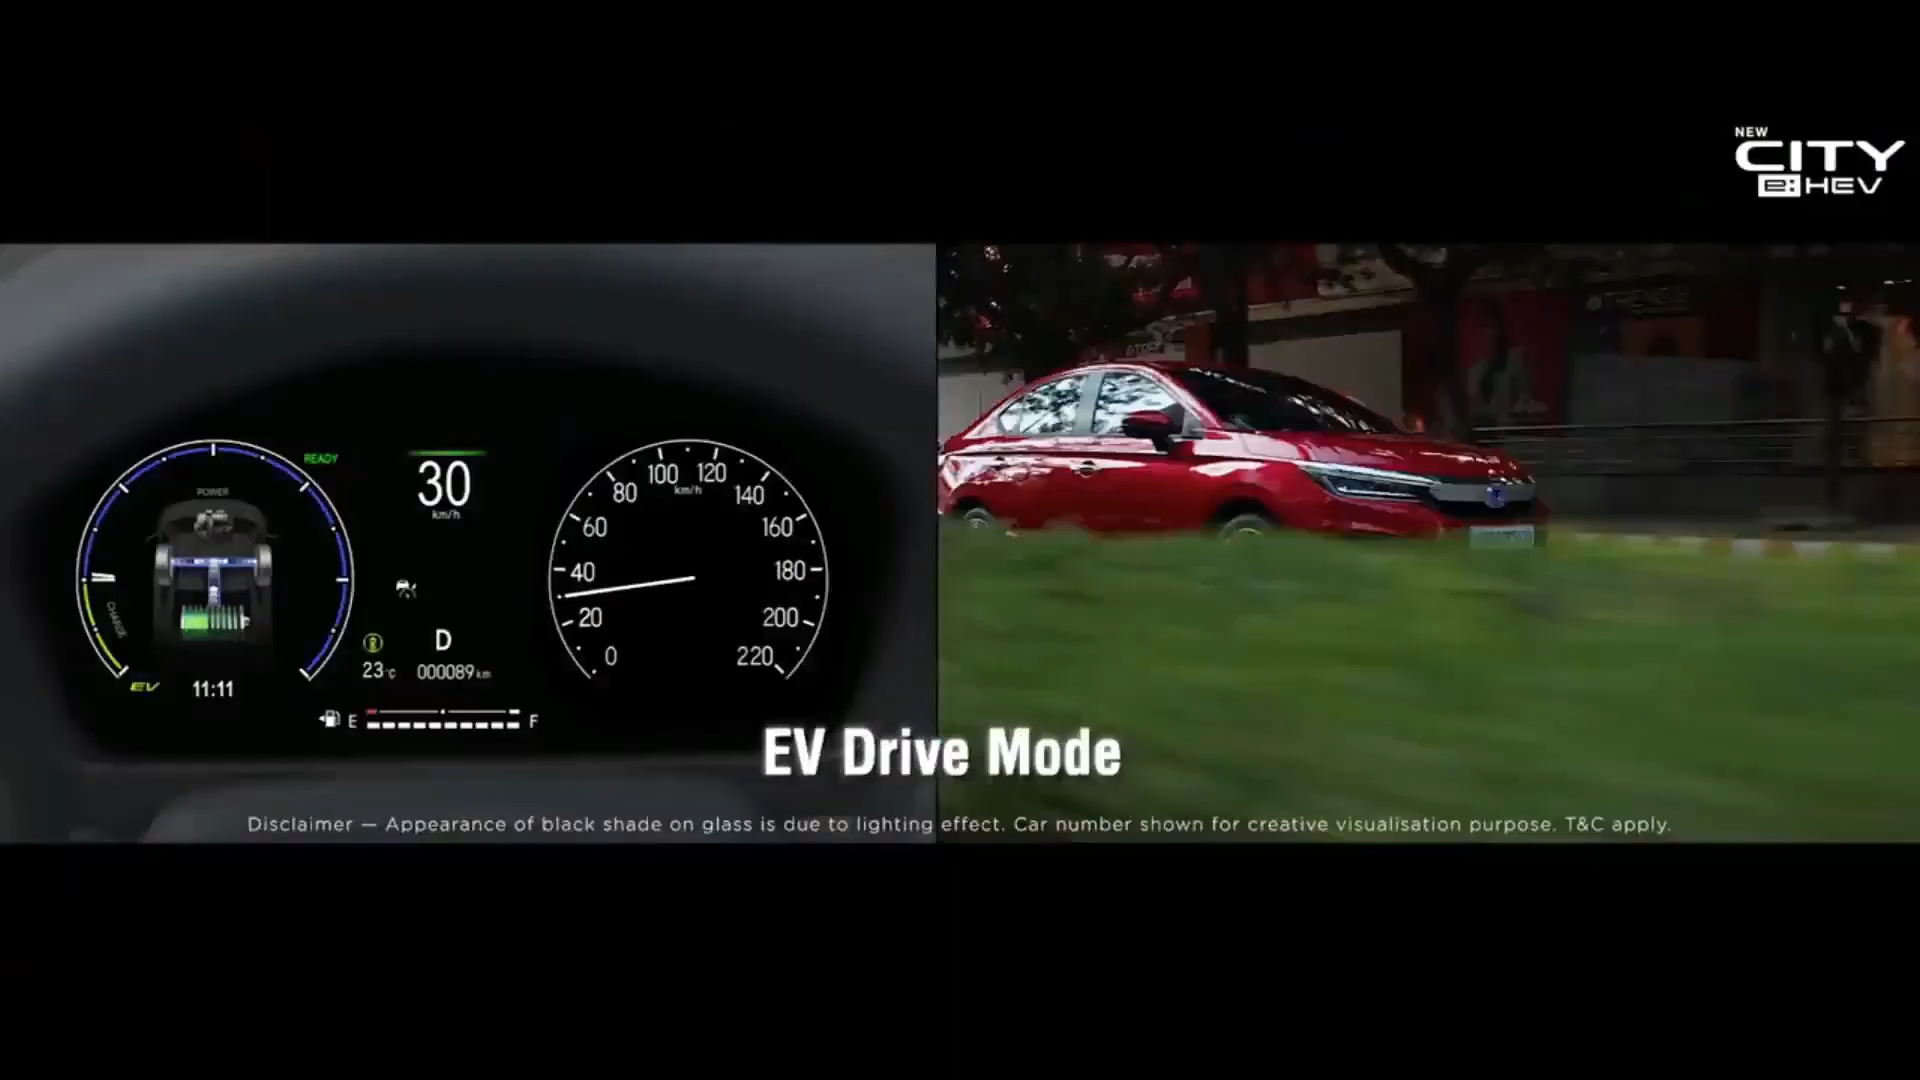 NEW
CITY
e:HEV
READY
POWER
CHARGE
EV
11:11
30
km/h
D
23°C
000089 km
E
F
0
20
40
60
80
100
120
140
160
180
200
220
km/h
EV Drive Mode
Disclaimer — Appearance of black shade on glass is due to lighting effect. Car number shown for creative visualisation purpose. T&C apply.